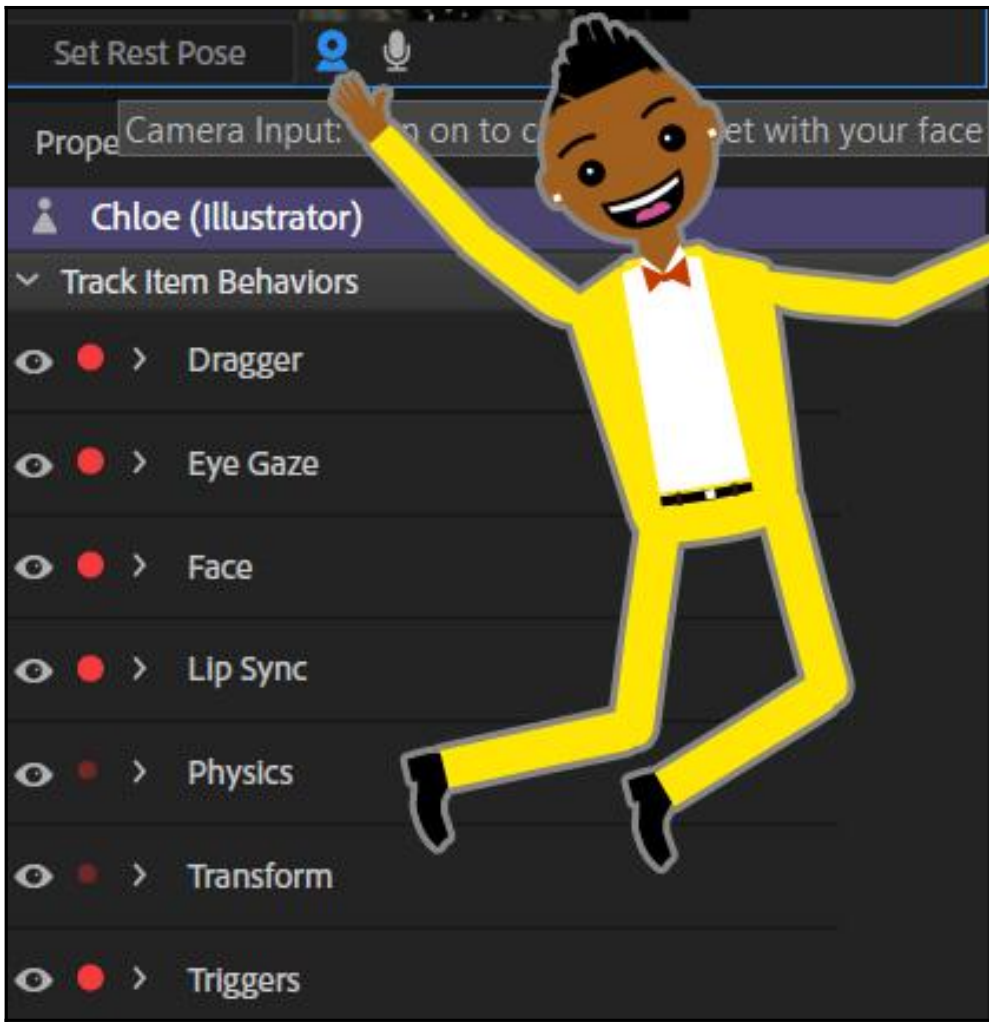 Set Rest Pose
Camera Input: on to c et with your face
Prope
Chloe (Illustrator)
Track Item Behaviors
Dragger
Eye Gaze
Face
Lip Sync
Physics
Transform
Triggers